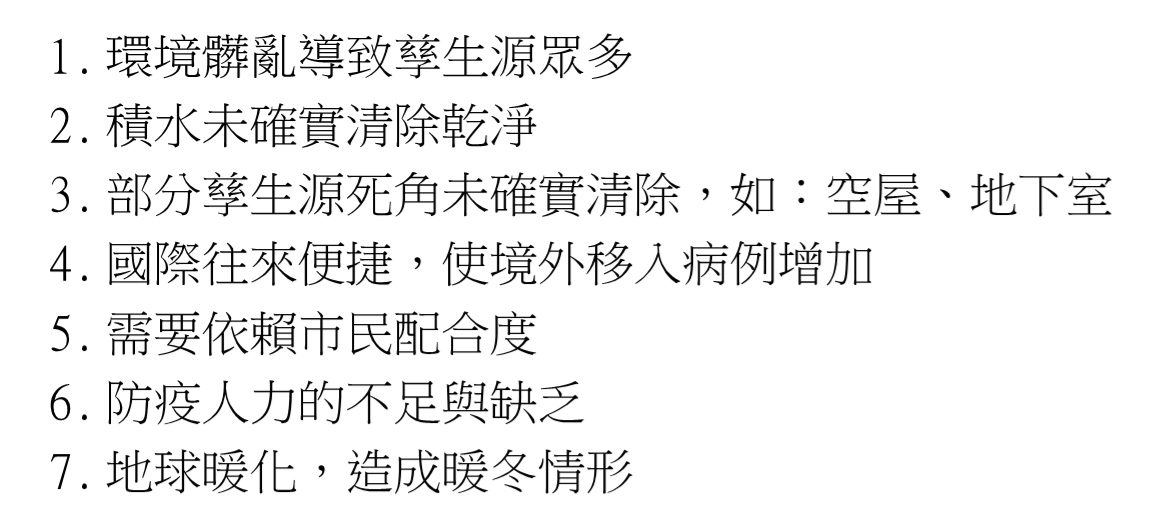 1. 環境髒亂導致孳生源眾多
2. 積水未確實清除乾淨
3. 部分孳生源死角未確實清除，如：空屋、地下室
4. 國際往來便捷，使境外移入病例增加
5. 需要依賴市民配合度
6. 防疫人力的不足與缺乏
7. 地球暖化，造成暖冬情形